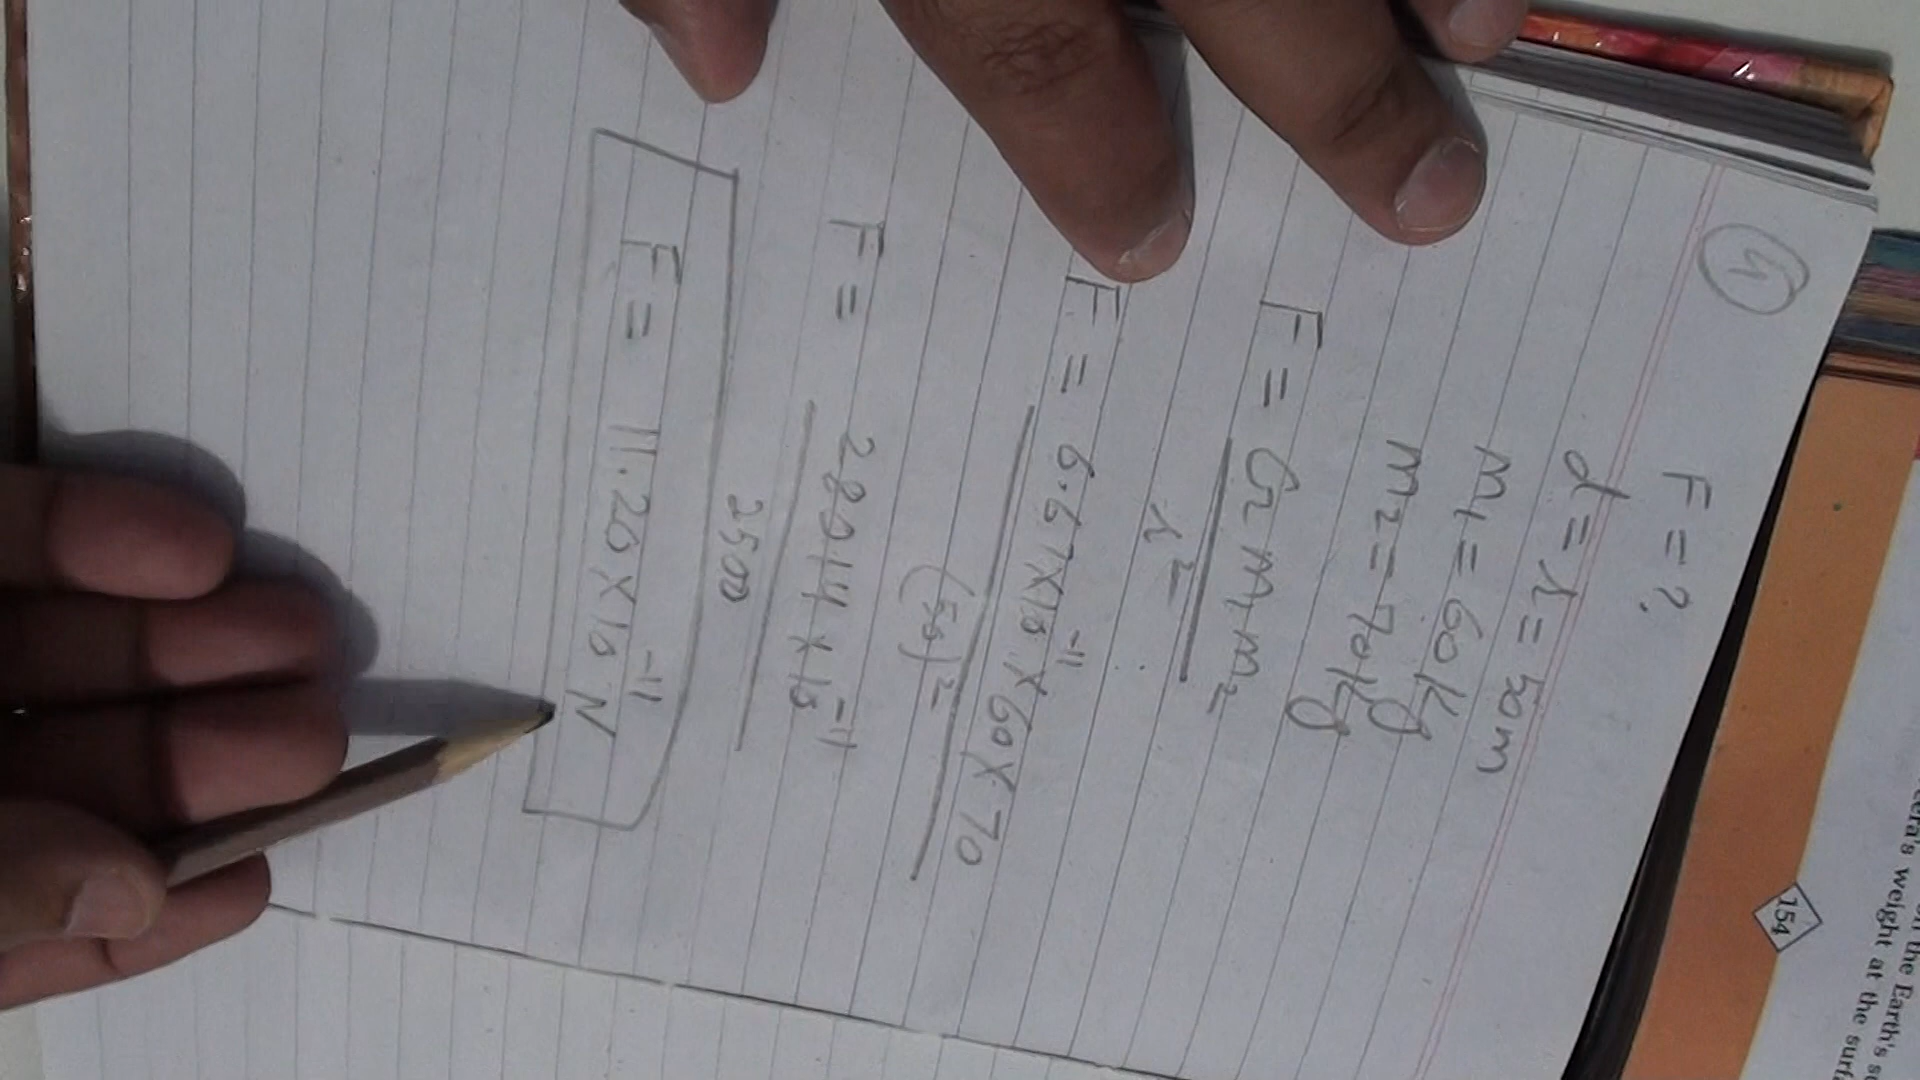 4
F = ?
d = r = 50m
m₁ = 60kg
m₂ = 70kg
F = G m₁ m₂
r²
F = 6.67×10⁻¹¹ × 60 × 70
(50)²
F = 28014 × 10⁻¹¹
2500
F = 11.20 × 10⁻¹¹ N
154
the Earth's
weight at the